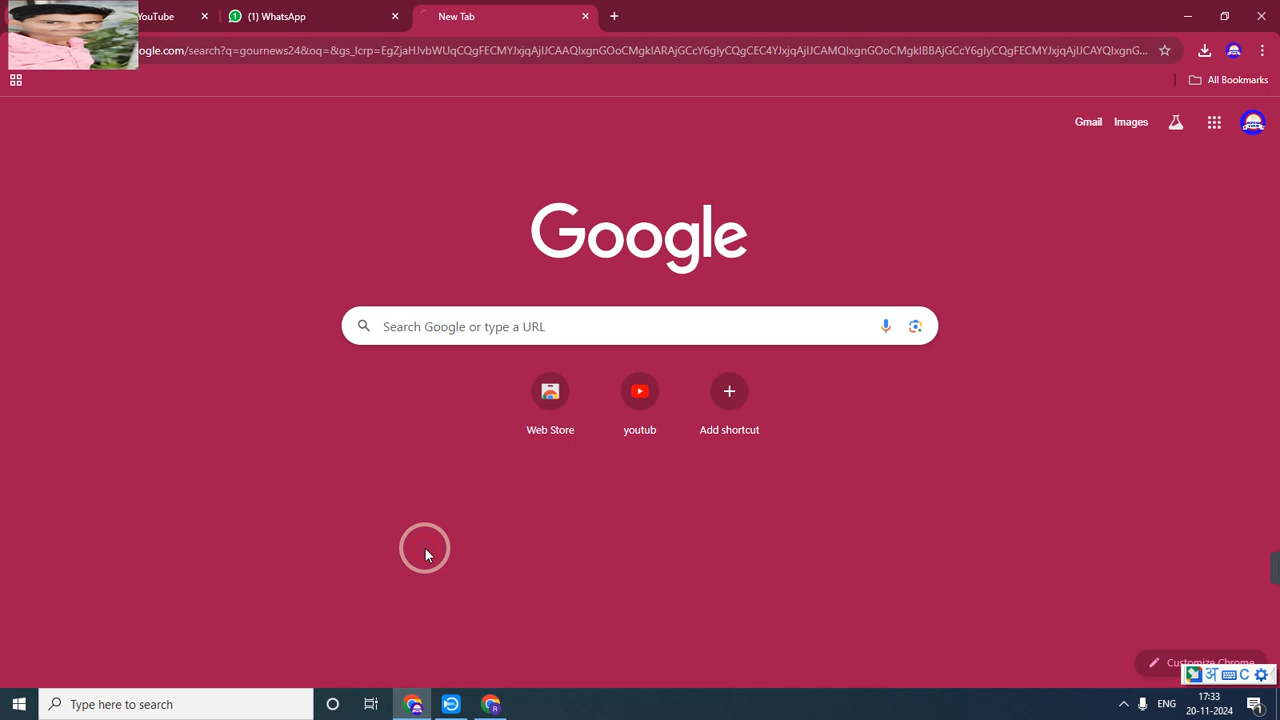 YouTube
(1) WhatsApp
New Tab
ogle.com/search?q=gournews24&oq=&gs_lcrp=EgZjaHJvbWUqCQgFECMYJxjqAjIJCAAQIxgnGOoCMgkIARAjGCcY6gIyCQgCEC4YJxjqAjIJCAMQIxgnGOoCMgkIBBAjGCcY6gIyCQgFECMYJxjqAjIJCAYQIxgnG...
All Bookmarks
Gmail Images
Google
Search Google or type a URL
Web Store youtub Add shortcut
Customize Chrome
अ C
Type here to search
ENG 17:33
20-11-2024
1